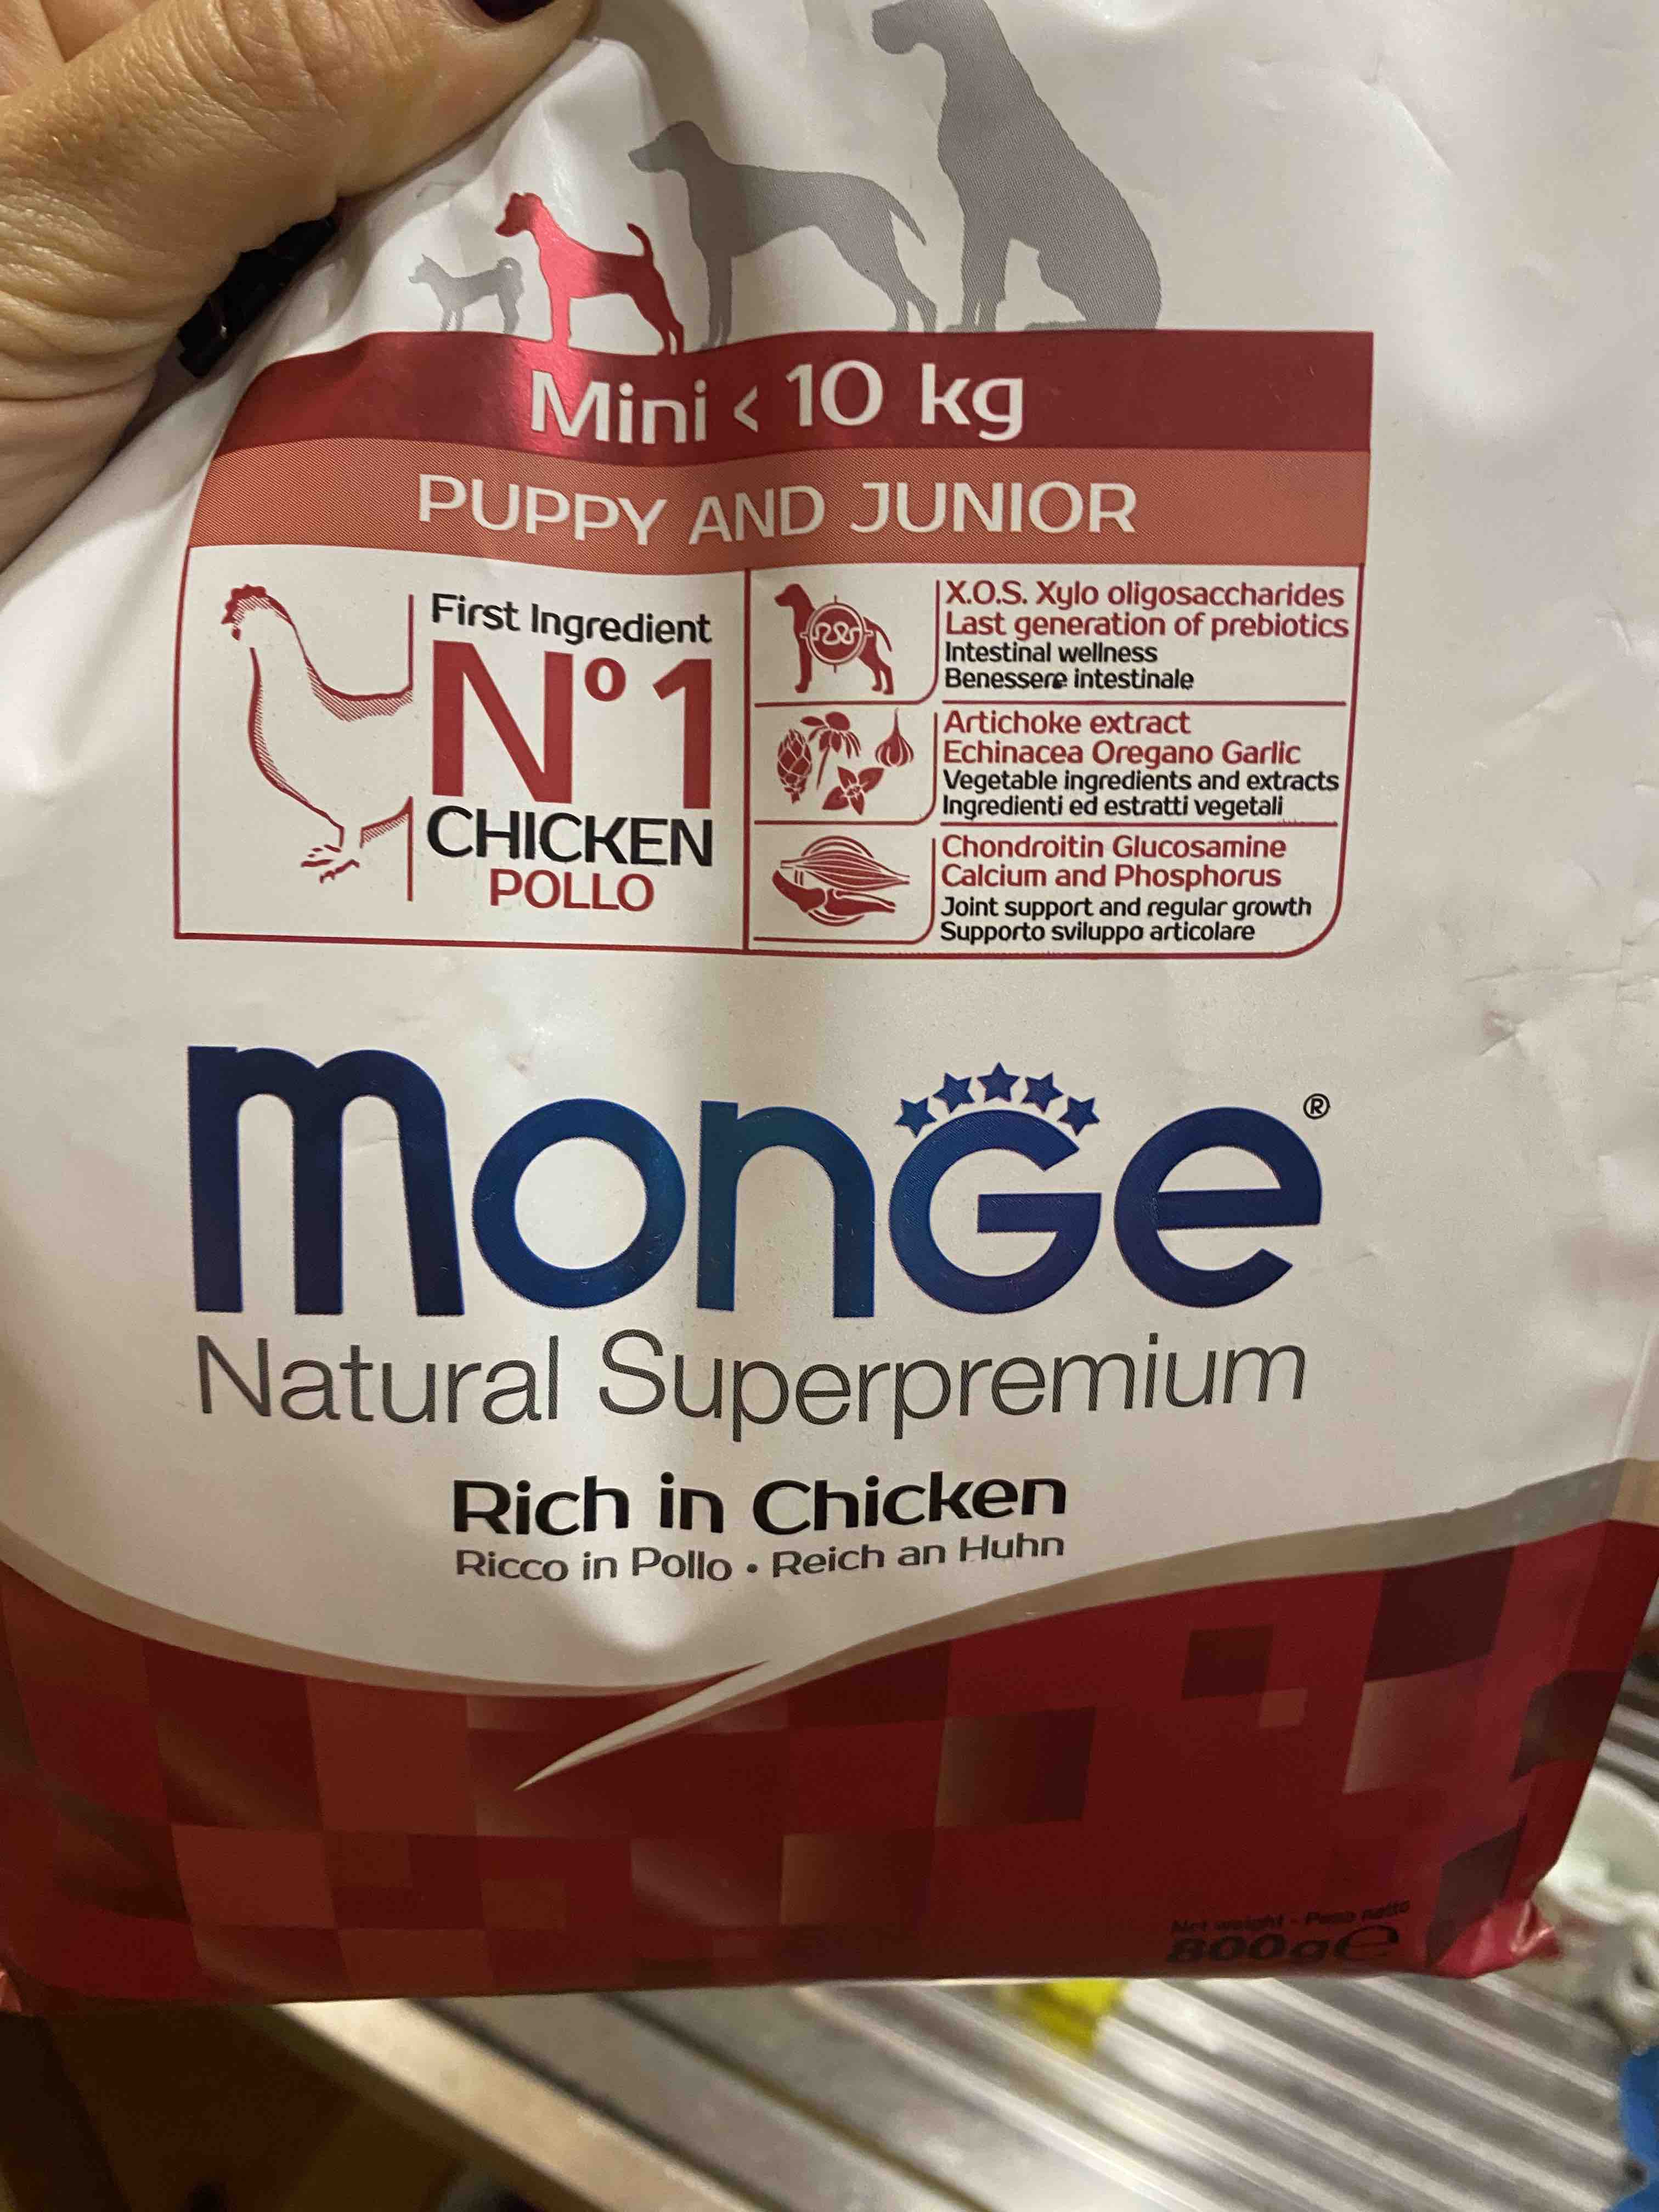 Mini < 10 kg
PUPPY AND JUNIOR
First Ingredient
Nº1
CHICKEN
POLLO
X.O.S. Xylo oligosaccharides
Last generation of prebiotics
Intestinal wellness
Benessere intestinale
Artichoke extract
Echinacea Oregano Garlic
Vegetable ingredients and extracts
Ingredienti ed estratti vegetali
Chondroitin Glucosamine
Calcium and Phosphorus
Joint support and regular growth
Supporto sviluppo articolare
monGe®
Natural Superpremium
Rich in Chicken
Ricco in Pollo • Reich an Huhn
Net weight - Peso netto
800g e